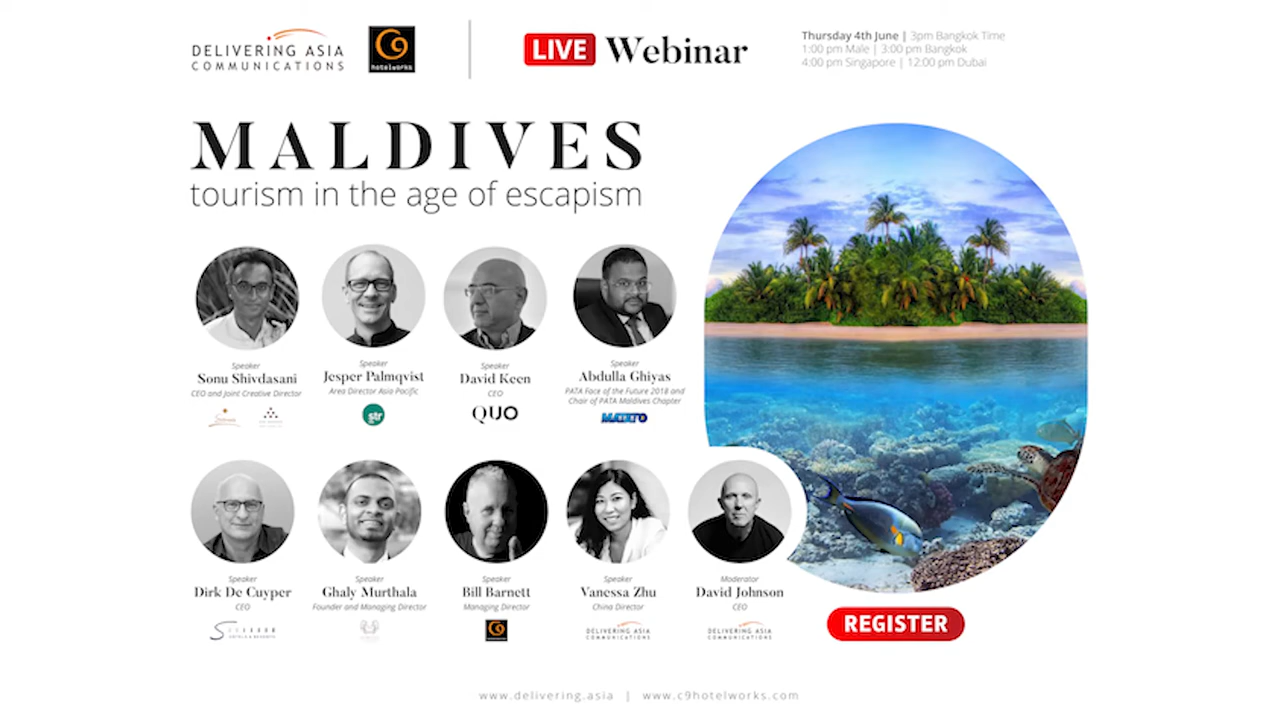 DELIVERING ASIA
COMMUNICATIONS
C9
hotelworks
LIVE Webinar
Thursday 4th June | 3pm Bangkok Time
1:00 pm Male | 3:00 pm Bangkok
4:00 pm Singapore | 12:00 pm Dubai
MALDIVES
tourism in the age of escapism
Speaker
Sonu Shivdasani
CEO and Joint Creative Director
Speaker
Jesper Palmqvist
Area Director Asia Pacific
str
Speaker
David Keen
CEO
QUO
Speaker
Abdulla Ghiyas
PATA Face of the Future 2018 and
Chair of PATA Maldives Chapter
MATATO
Speaker
Dirk De Cuyper
CEO
Speaker
Ghaly Murthala
Founder and Managing Director
Speaker
Bill Barnett
Managing Director
C9
Speaker
Vanessa Zhu
China Director
DELIVERING ASIA
COMMUNICATIONS
Moderator
David Johnson
CEO
DELIVERING ASIA
COMMUNICATIONS
REGISTER
www.delivering.asia | www.c9hotelworks.com